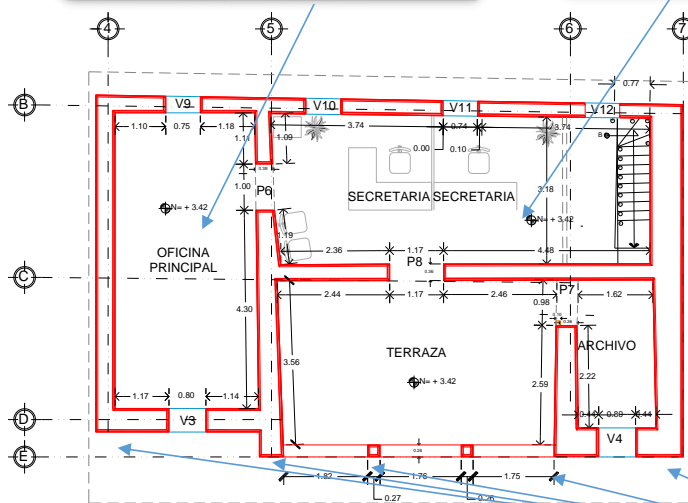 4 5 6 7
0.77
B V9 V10 V11 V12
1.10 0.75 1.18 3.74 0.74 3.74
1.11 1.09 0.00 0.10 B
0.38
1.00 P6 3.18
SECRETARIA SECRETARIA
N= + 3.42 N= + 3.42
1.19
OFICINA
PRINCIPAL
2.36 1.17 4.48
C P8
0.36
2.44 1.17 2.46 0.98 P7 1.62
4.30
3.56 TERRAZA ARCHIVO
2.59 2.22
N= + 3.42
1.17 0.80 1.14
D V3 V4
E
1.76 1.75
0.27